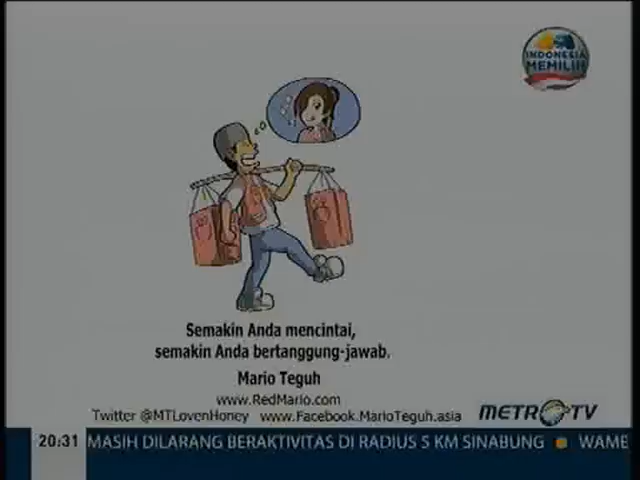 INDONESIA
MEMILIH
Semakin Anda mencintai,
semakin Anda bertanggung-jawab.
Mario Teguh
www.RedMario.com
Twitter @MTLovenHoney www.Facebook.MarioTeguh.asia
METRO TV
20:31 MASIH DILARANG BERAKTIVITAS DI RADIUS 5 KM SINABUNG WAME